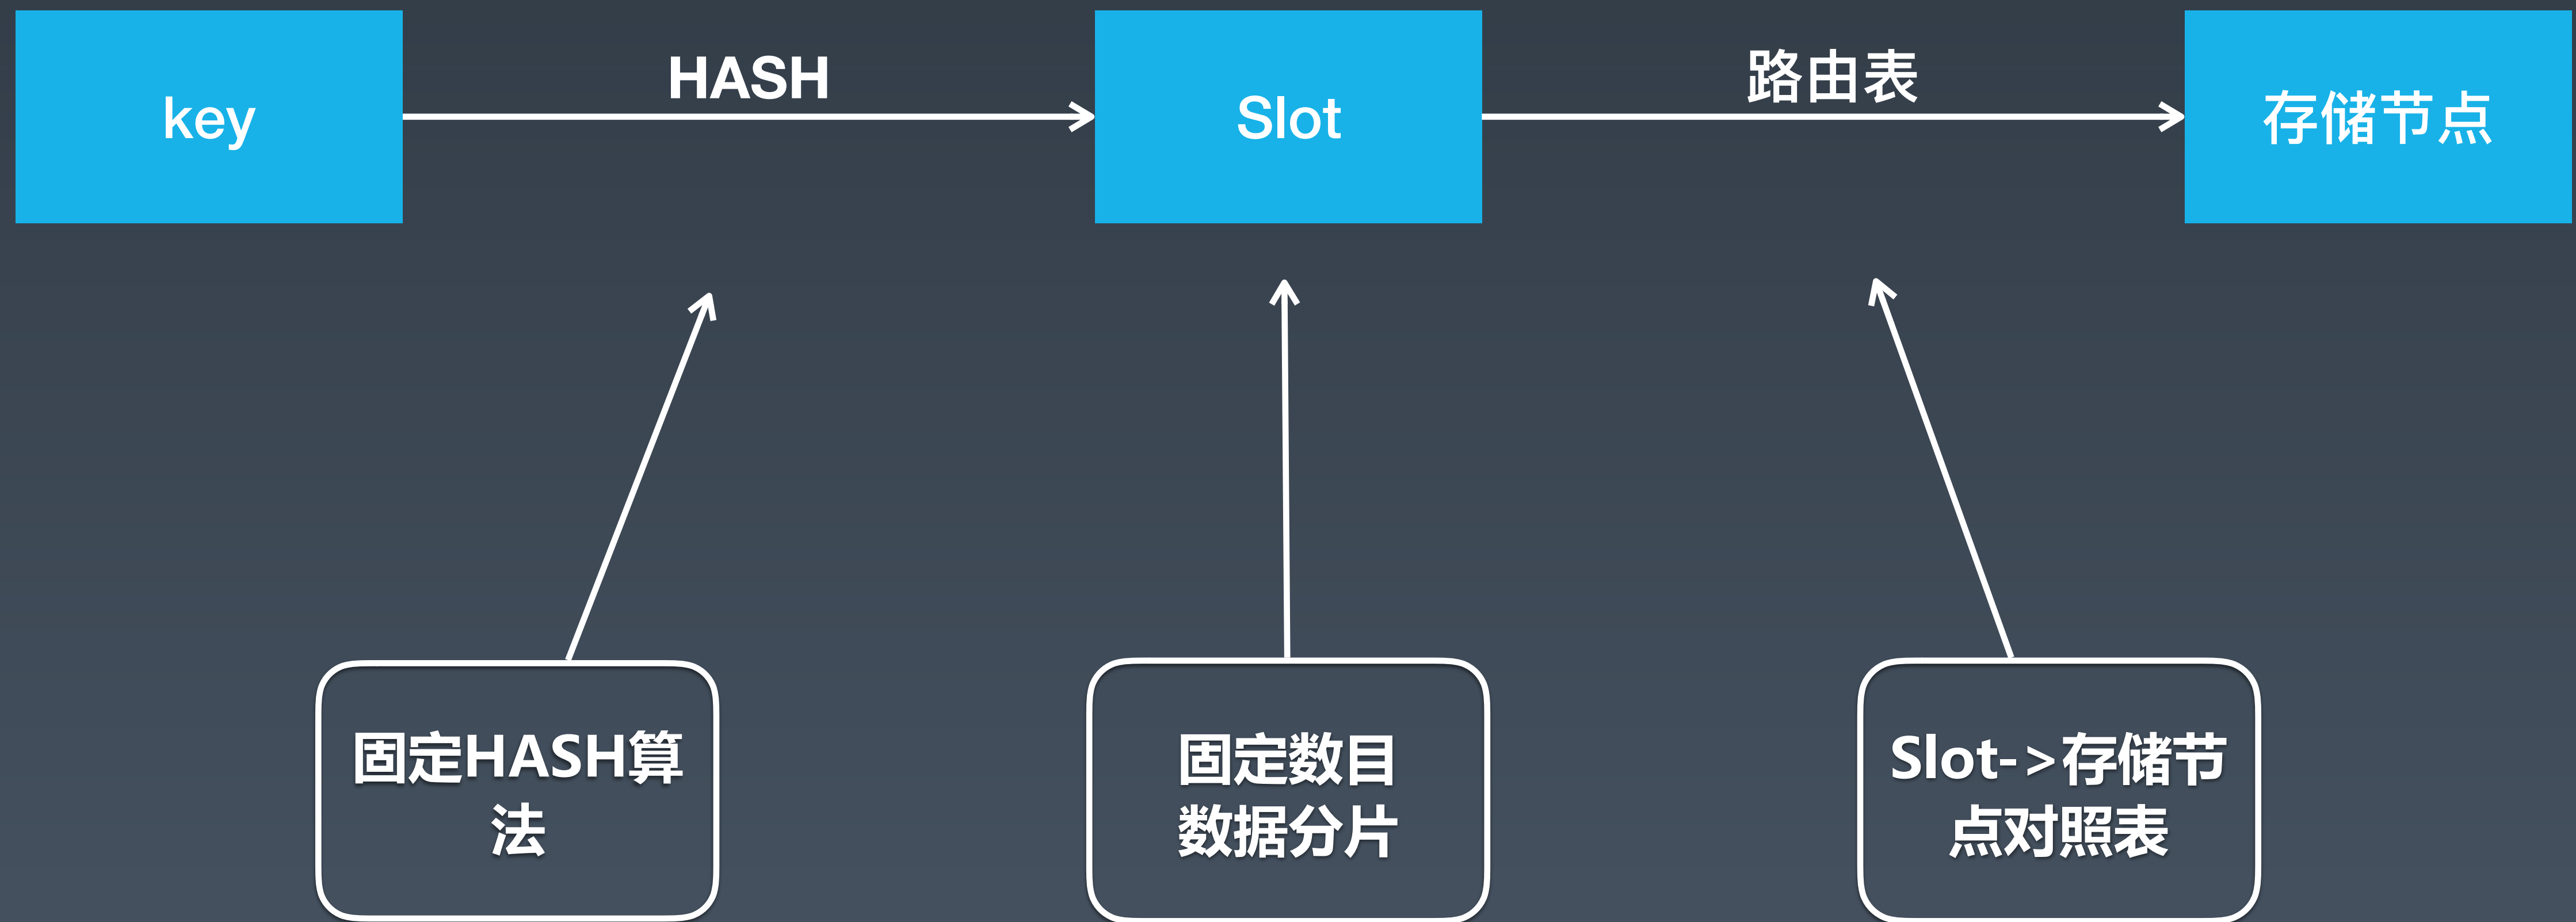 key
HASH
Slot
路由表
存储节点
固定HASH算
法
固定数目
数据分片
Slot->存储节
点对照表